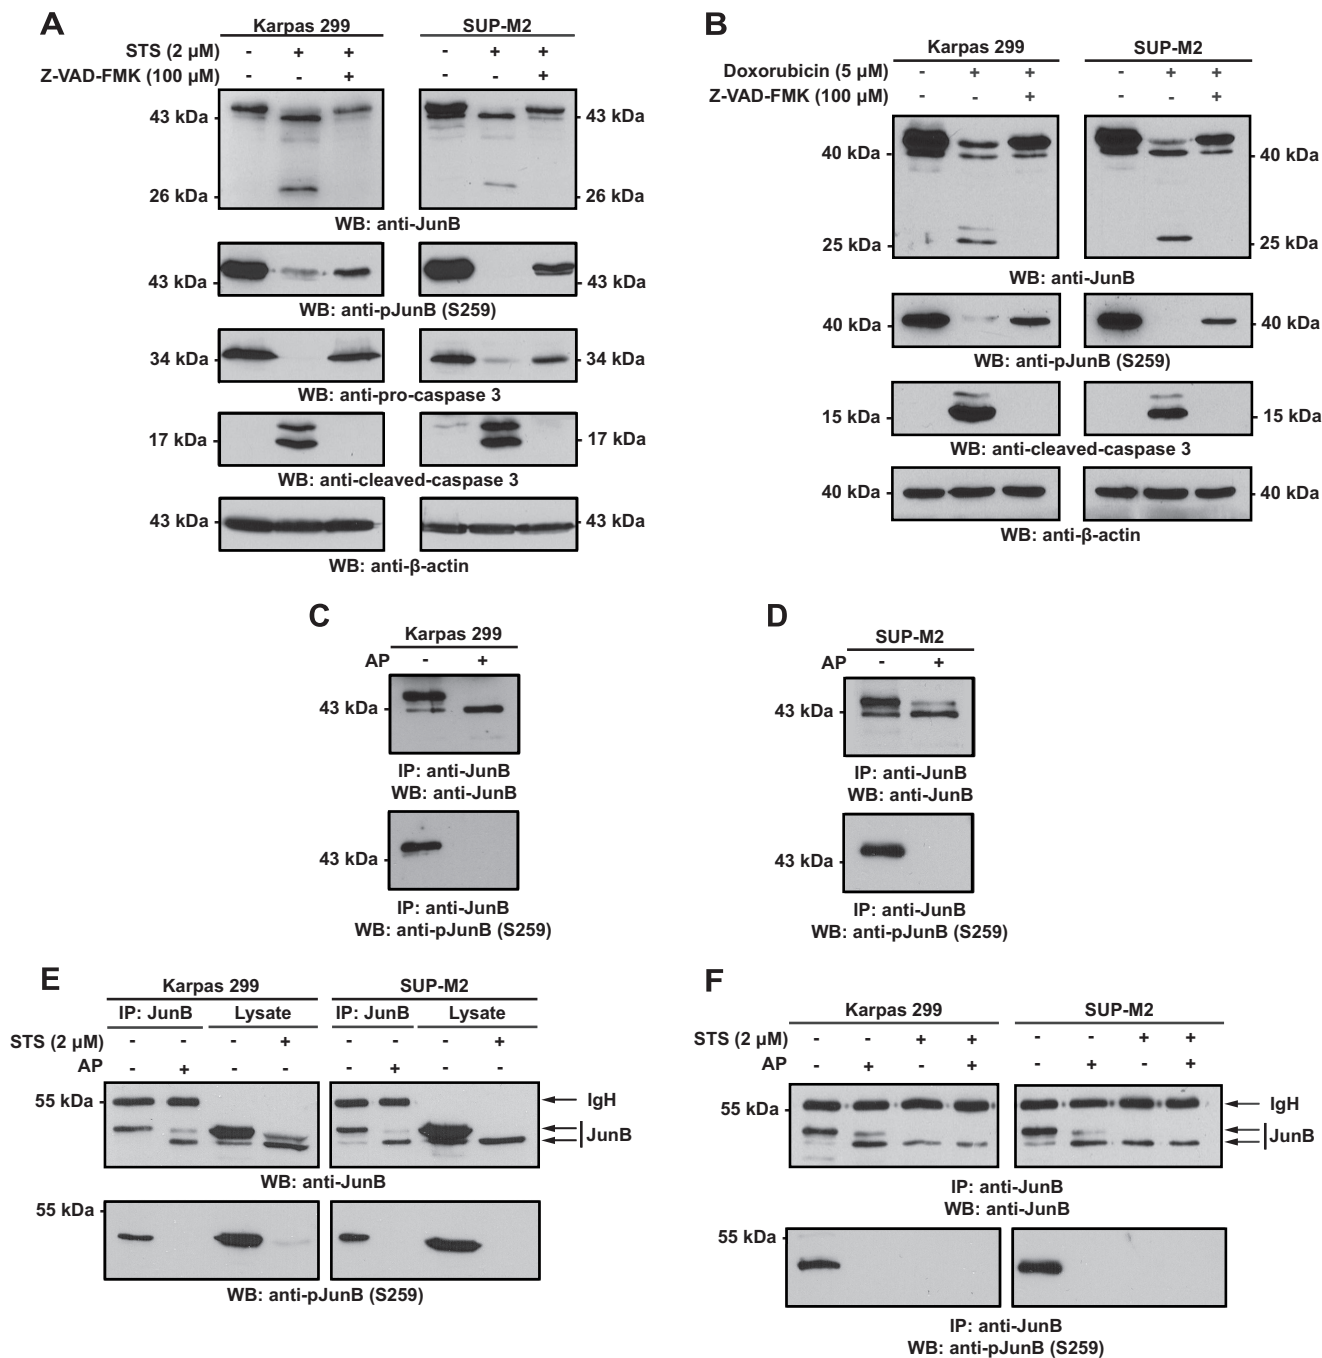 A
Karpas 299 SUP-M2
STS (2 µM) - + + - + +
Z-VAD-FMK (100 µM) - - + - - +
43 kDa 43 kDa
26 kDa 26 kDa
WB: anti-JunB
43 kDa 43 kDa
WB: anti-pJunB (S259)
34 kDa 34 kDa
WB: anti-pro-caspase 3
17 kDa 17 kDa
WB: anti-cleaved-caspase 3
43 kDa 43 kDa
WB: anti-β-actin
B
Karpas 299 SUP-M2
Doxorubicin (5 µM) - + + - + +
Z-VAD-FMK (100 µM) - - + - - +
40 kDa 40 kDa
25 kDa 25 kDa
WB: anti-JunB
40 kDa 40 kDa
WB: anti-pJunB (S259)
15 kDa 15 kDa
WB: anti-cleaved-caspase 3
40 kDa 40 kDa
WB: anti-β-actin
C
Karpas 299
AP - +
43 kDa
IP: anti-JunB
WB: anti-JunB
43 kDa
IP: anti-JunB
WB: anti-pJunB (S259)
D
SUP-M2
AP - +
43 kDa
IP: anti-JunB
WB: anti-JunB
43 kDa
IP: anti-JunB
WB: anti-pJunB (S259)
E
Karpas 299 SUP-M2
IP: JunB Lysate IP: JunB Lysate
STS (2 µM) - - - + - - - +
AP - + - - - + - -
55 kDa IgH
JunB
WB: anti-JunB
55 kDa
WB: anti-pJunB (S259)
F
Karpas 299 SUP-M2
STS (2 µM) - - + + - - + +
AP - + - + - + - +
55 kDa IgH
JunB
IP: anti-JunB
WB: anti-JunB
55 kDa
IP: anti-JunB
WB: anti-pJunB (S259)